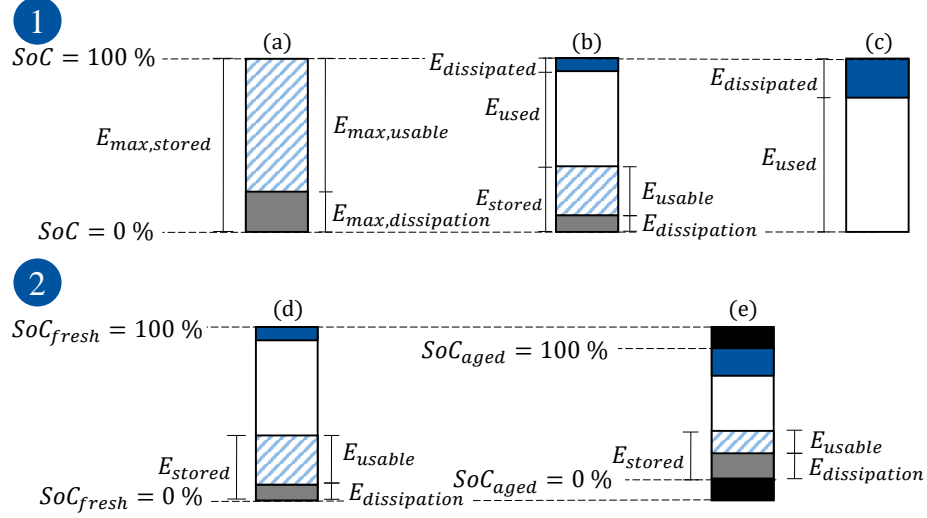 1
(a)
(b)
(c)
SoC = 100 %
E_dissipated
E_dissipated
E_used
E_max,stored
E_max,usable
E_used
E_stored
E_usable
E_max,dissipation
E_dissipation
SoC = 0 %
2
(d)
(e)
SoC_fresh = 100 %
SoC_aged = 100 %
E_stored
E_usable
E_usable
E_stored
E_dissipation
SoC_aged = 0 %
SoC_fresh = 0 %
E_dissipation